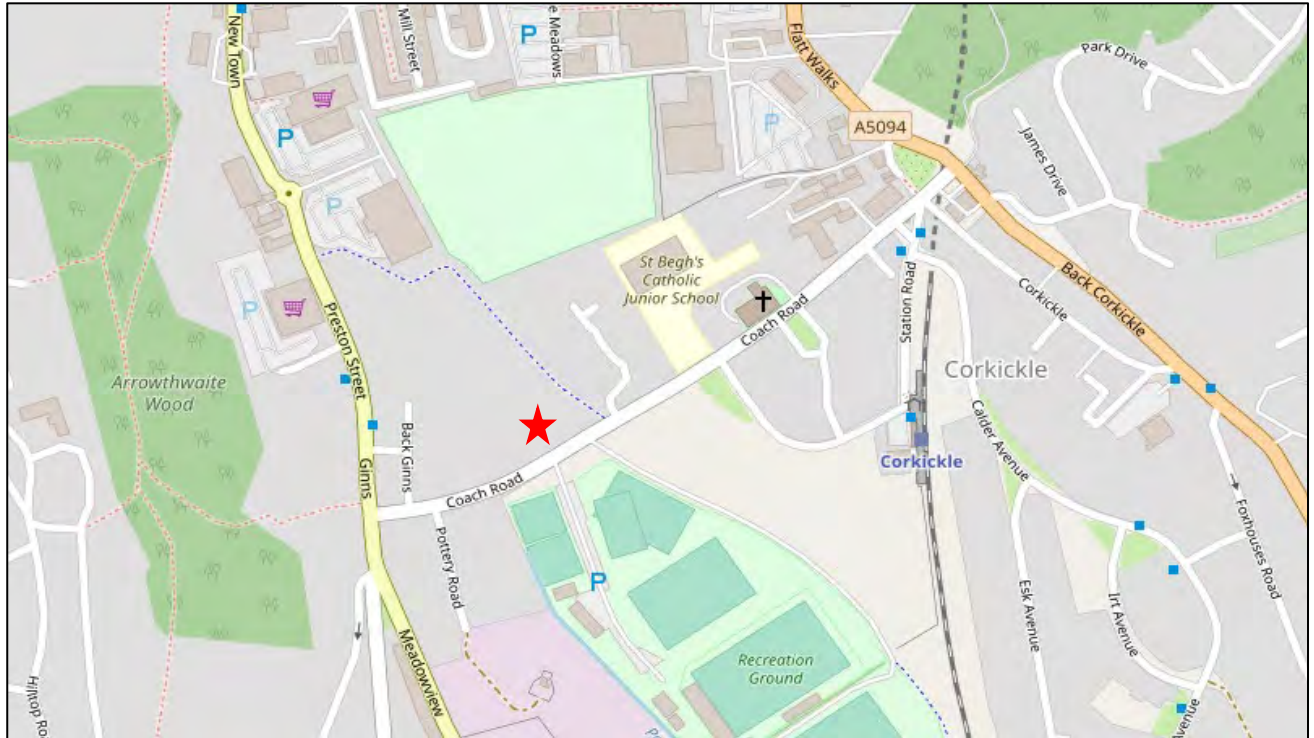 New Town
Mill Street
e Meadows
P
Flatt Walks
Park Drive
A5094
James Drive
P
P
P
St Begh's
Catholic
Junior School
Coach Road
Station Road
Corkickle
Back Corkickle
Preston Street
P
Arrowthwaite
Wood
Corkickle
Back Ginns
Ginns
Coach Road
Corkickle
Calder Avenue
Foxhouses Road
Pottery Road
P
Esk Avenue
Irt Avenue
Meadowview
Recreation
Ground
Hilltop Ro
Avenue